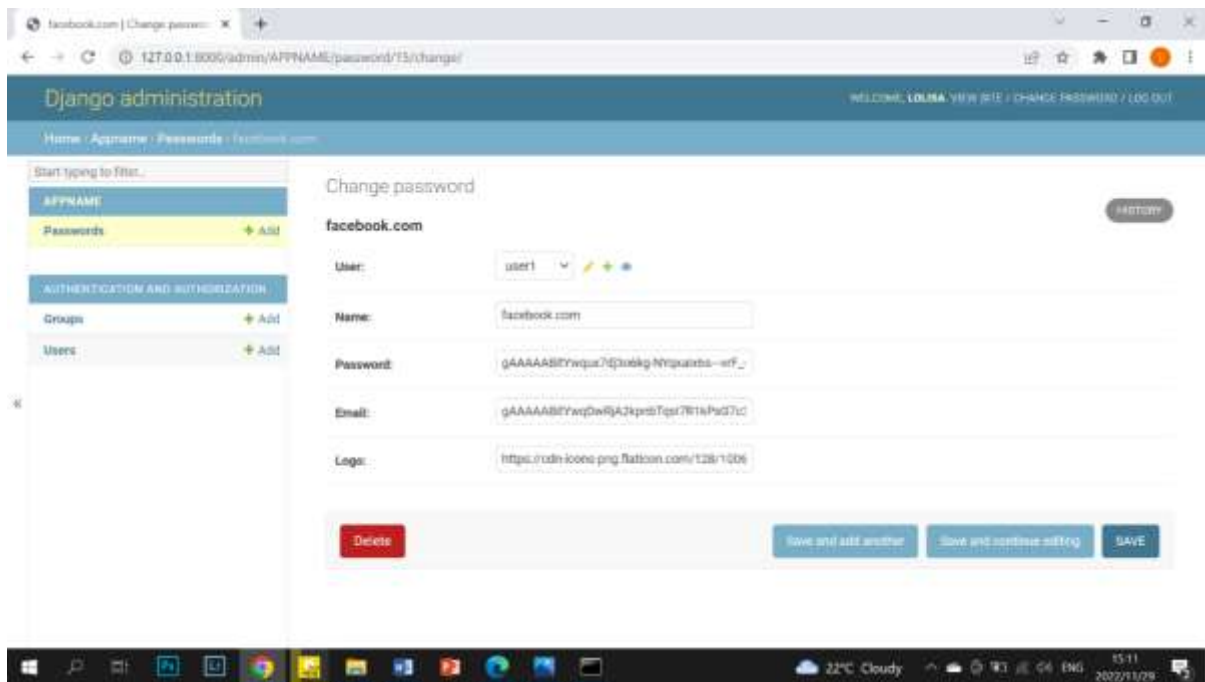 facebook.com | Change
127.0.0.1:8000/admin/APPNAME/password/15/change/
Django administration
WELCOME, LOLISA. VIEW SITE / CHANGE PASSWORD / LOG OUT
Home › Appname › Passwords › facebook.com
Start typing to filter...
APPNAME
Passwords + Add
AUTHENTICATION AND AUTHORIZATION
Groups + Add
Users + Add
«
Change password
HISTORY
facebook.com
User: user1
Name: facebook.com
Password:
Email:
Logo: https://cdn-icons-png.flaticon.com/128/1006
Delete
Save and add another
Save and continue editing
SAVE
22°C Cloudy
ENG
15:11
2022/11/29